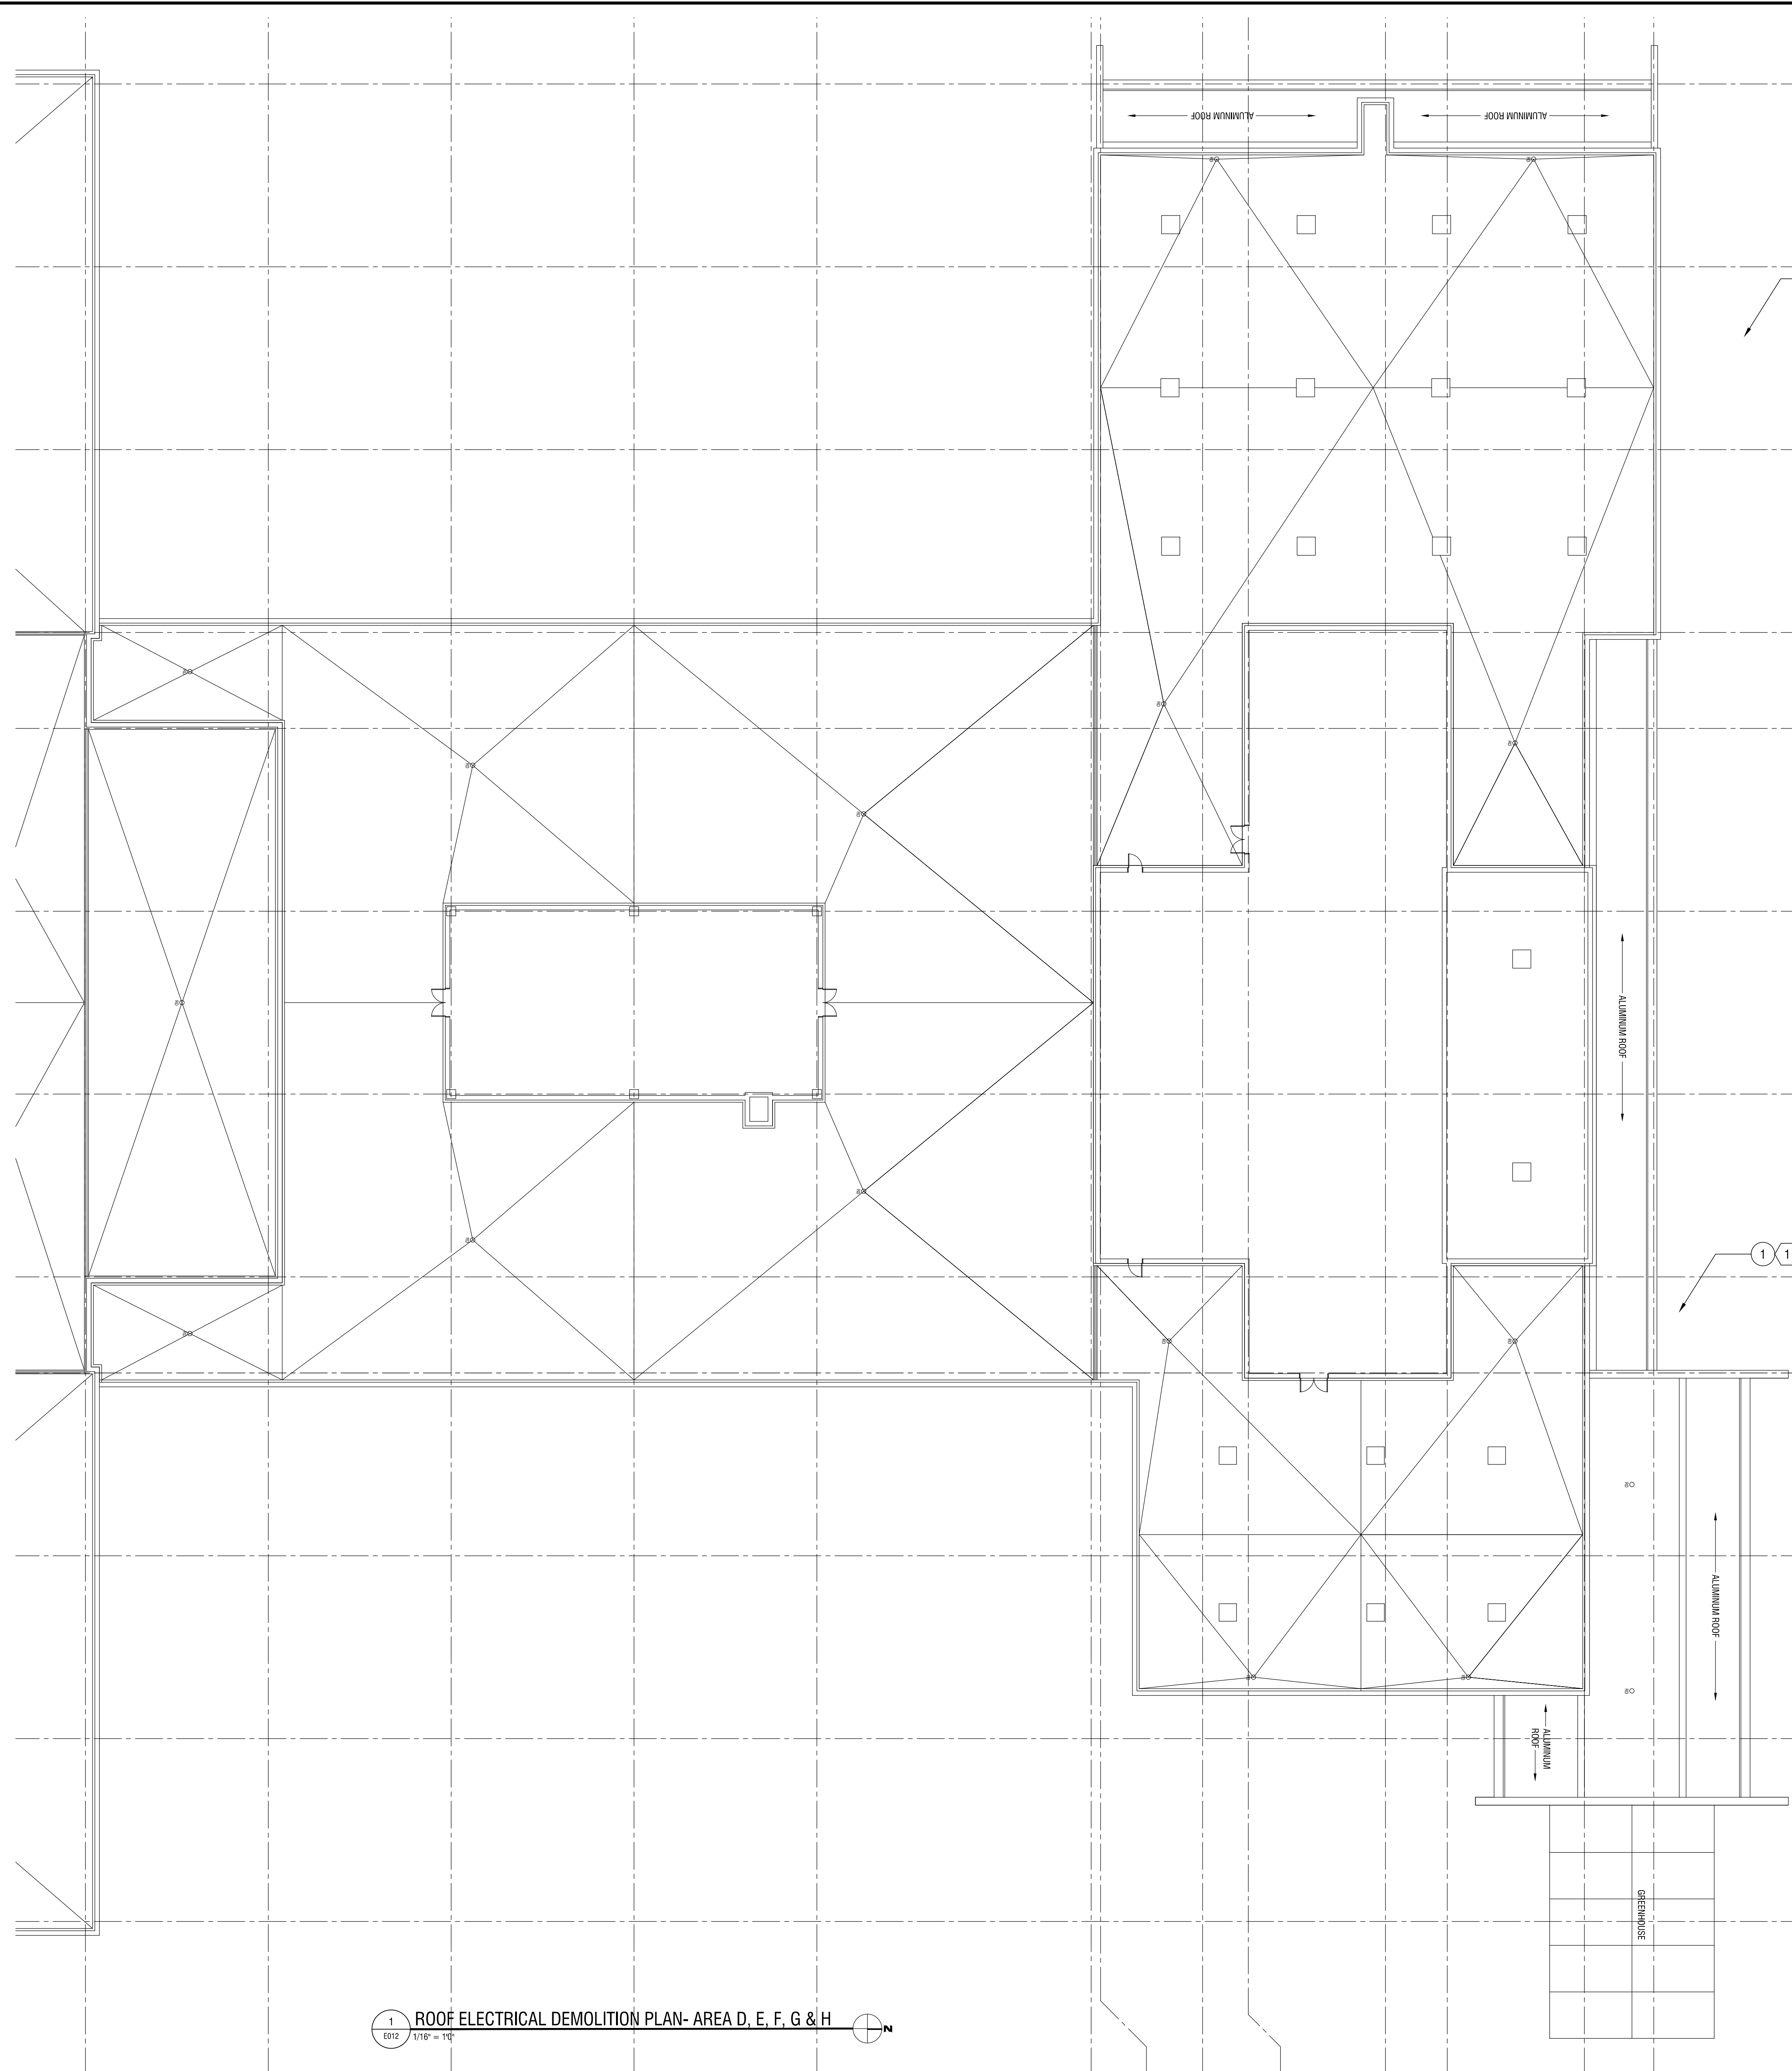 ALUMINUM ROOF
ALUMINUM ROOF
ALUMINUM ROOF
1
1
ALUMINUM ROOF
ALUMINUM
ROOF
GREENHOUSE
1
E012
ROOF ELECTRICAL DEMOLITION PLAN- AREA D, E, F, G & H
1/16" = 1'0"
N